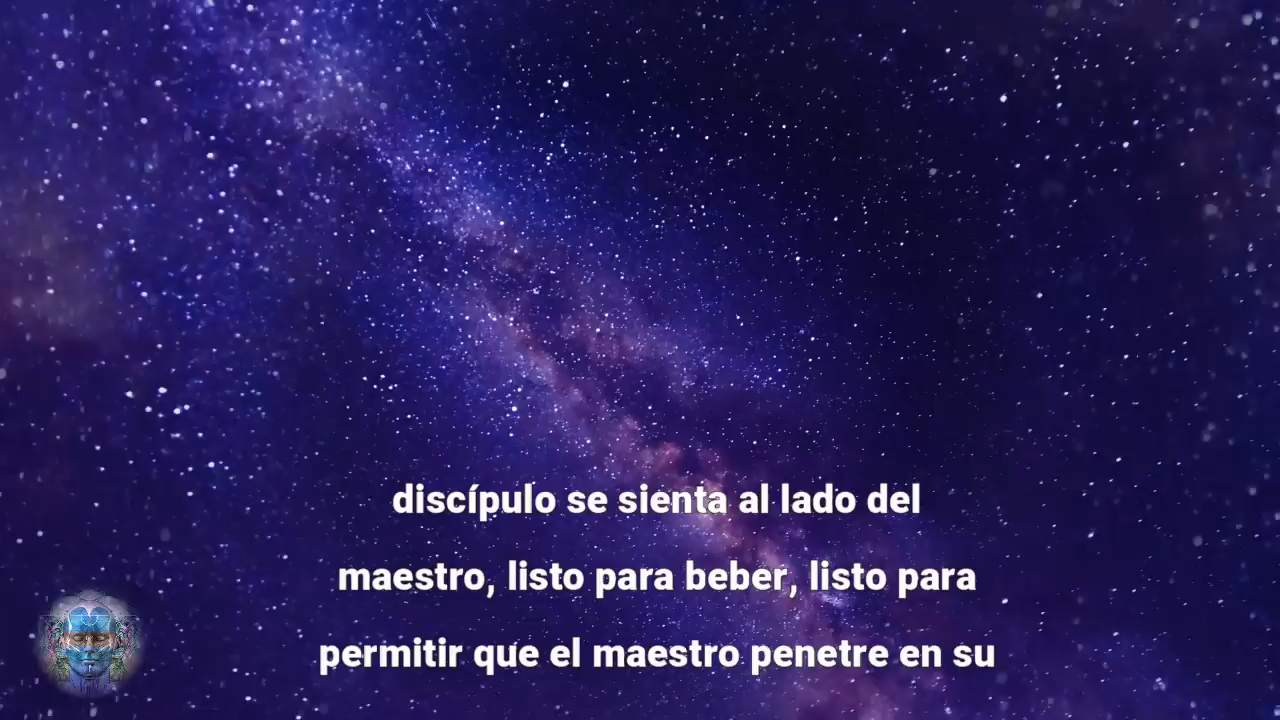 discípulo se sienta al lado del
maestro, listo para beber, listo para
permitir que el maestro penetre en su